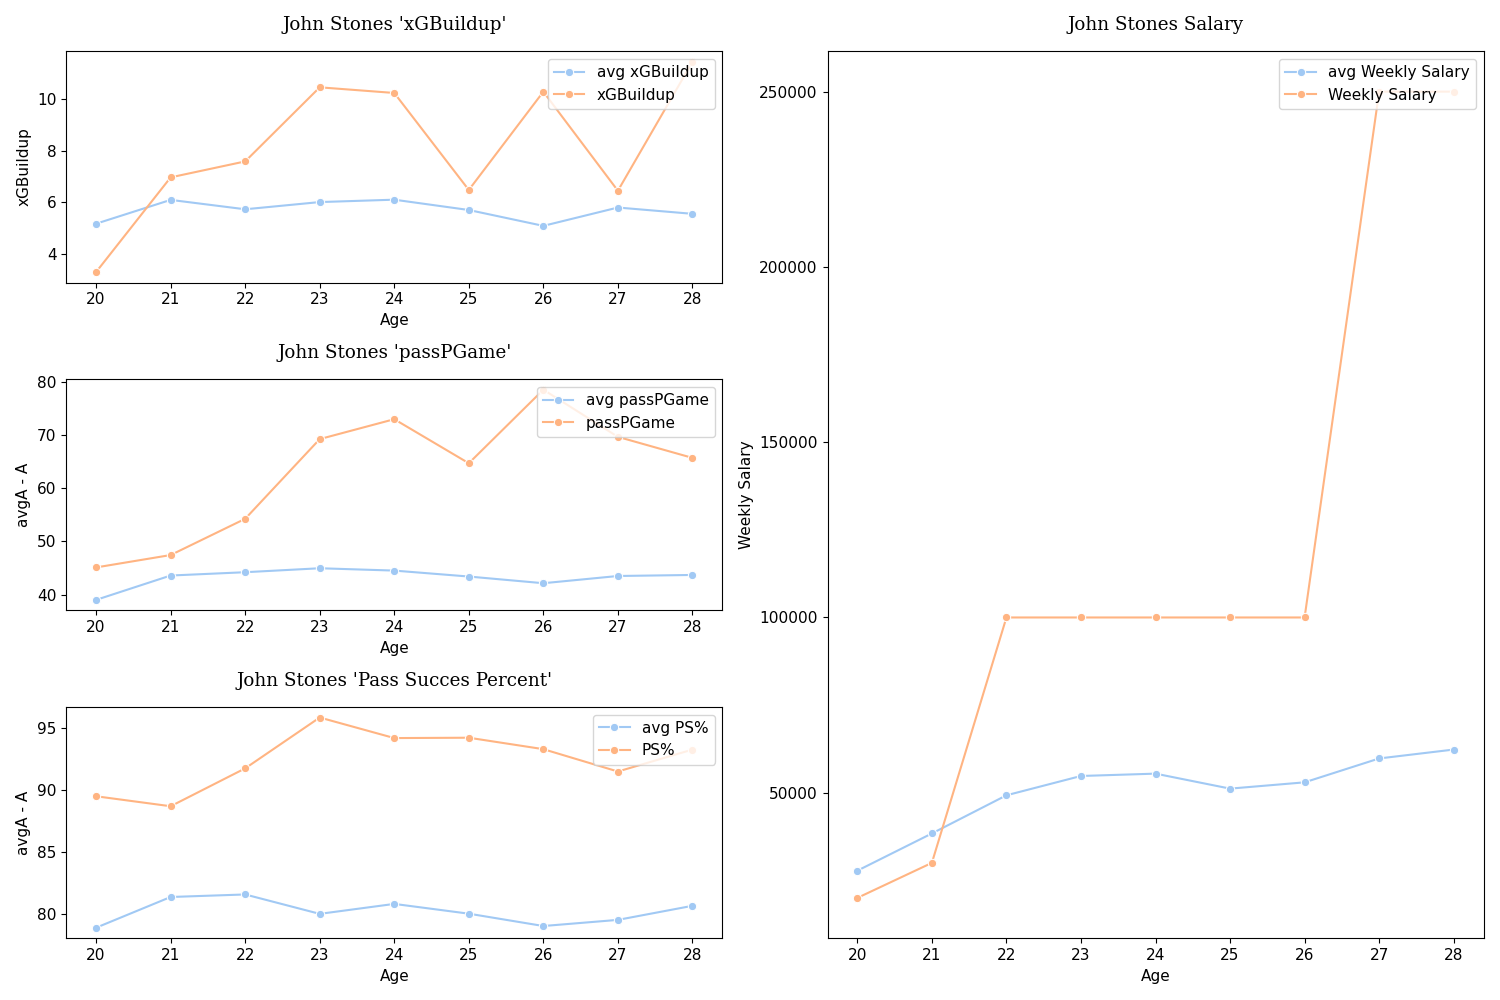 John Stones 'xGBuildup'
xGBuildup
10
8
6
4
avg xGBuildup
xGBuildup
20 21 22 23 24 25 26 27 28
Age
John Stones 'passPGame'
avgA - A
80
70
60
50
40
avg passPGame
passPGame
20 21 22 23 24 25 26 27 28
Age
John Stones 'Pass Succes Percent'
avgA - A
95
90
85
80
avg PS%
PS%
20 21 22 23 24 25 26 27 28
Age
John Stones Salary
Weekly Salary
250000
200000
150000
100000
50000
avg Weekly Salary
Weekly Salary
20 21 22 23 24 25 26 27 28
Age